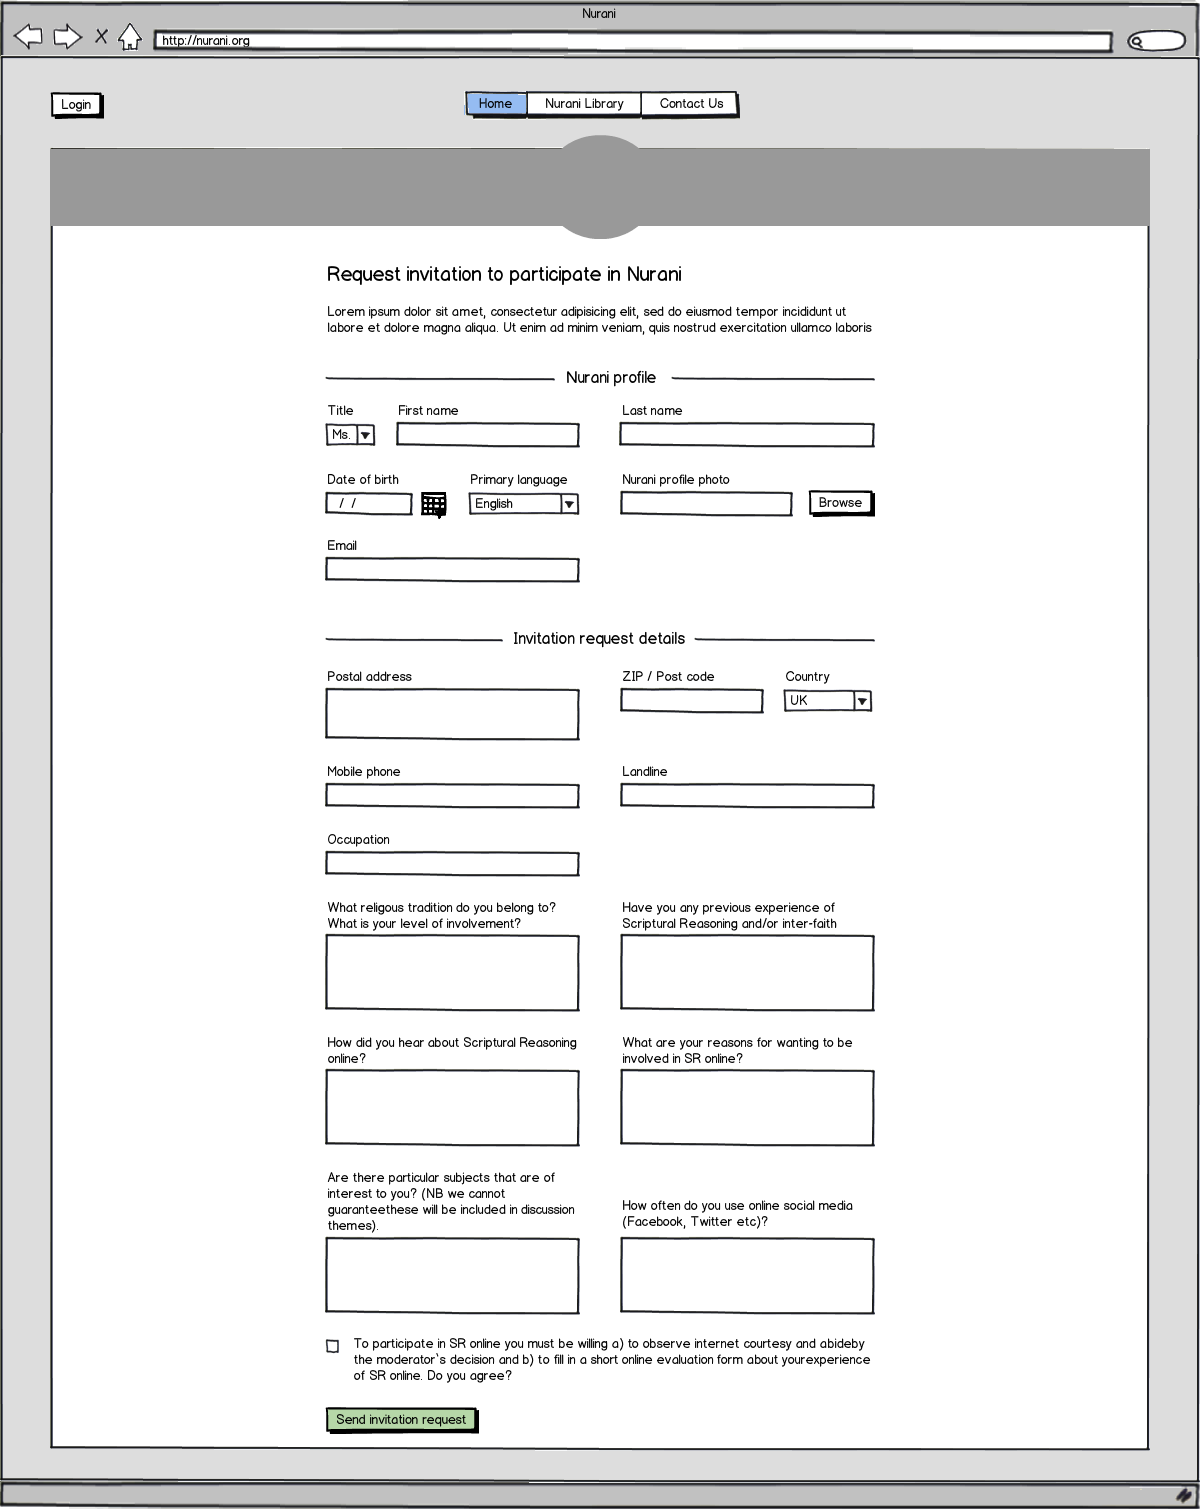 Nurani
http://nurani.org
Login
Home
Nurani Library
Contact Us
Request invitation to participate in Nurani
Lorem ipsum dolor sit amet, consectetur adipisicing elit, sed do eiusmod tempor incididunt ut
labore et dolore magna aliqua. Ut enim ad minim veniam, quis nostrud exercitation ullamco laboris
Nurani profile
Title
First name
Last name
Ms.
Date of birth
Primary language
Nurani profile photo
/ /
English
Browse
Email
Invitation request details
Postal address
ZIP / Post code
Country
UK
Mobile phone
Landline
Occupation
What religous tradition do you belong to?
What is your level of involvement?
Have you any previous experience of
Scriptural Reasoning and/or inter-faith
How did you hear about Scriptural Reasoning
online?
What are your reasons for wanting to be
involved in SR online?
Are there particular subjects that are of
interest to you? (NB we cannot
guaranteethese will be included in discussion
themes).
How often do you use online social media
(Facebook, Twitter etc)?
To participate in SR online you must be willing a) to observe internet courtesy and abideby
the moderator`s decision and b) to fill in a short online evaluation form about yourexperience
of SR online. Do you agree?
Send invitation request